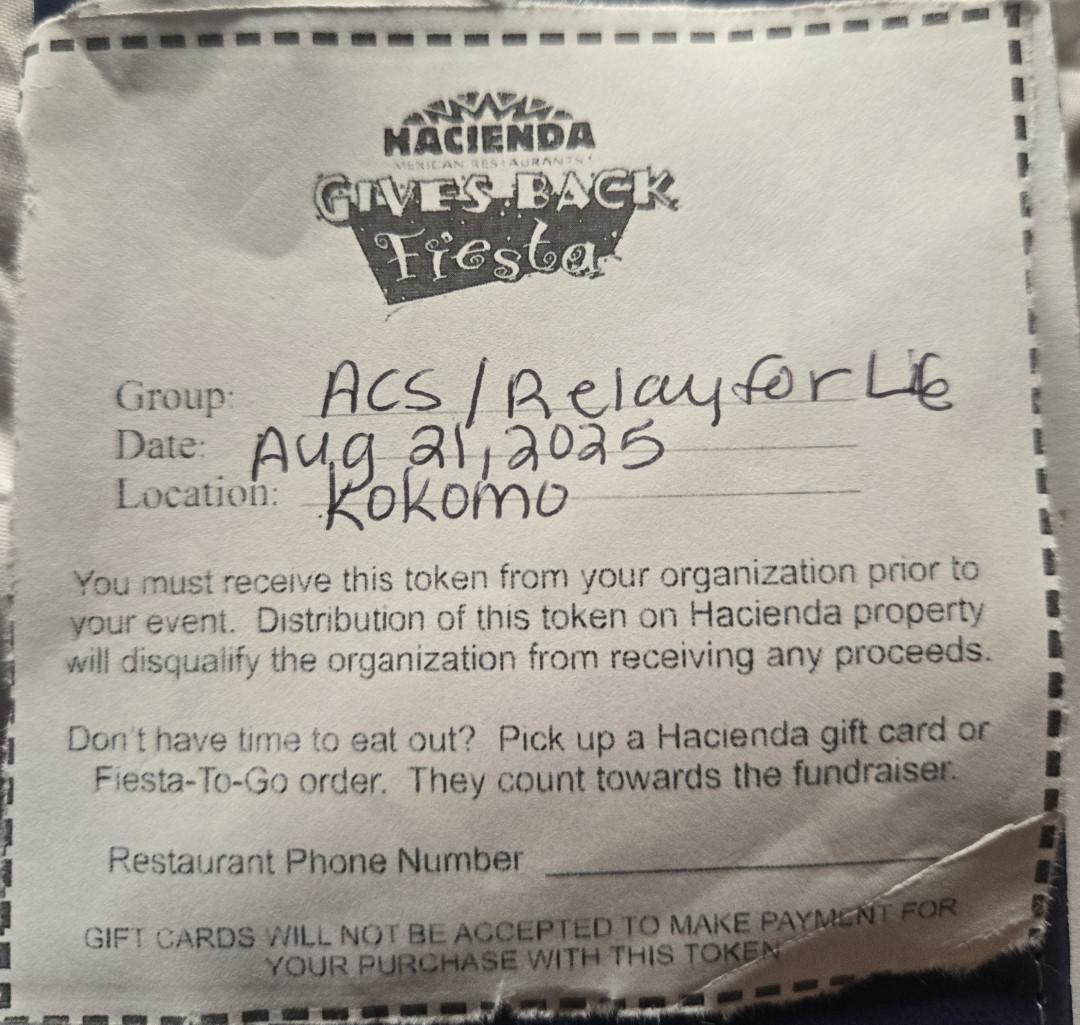 HACIENDA
MEXICAN RESTAURANTS
GIVES BACK
Fiesta
Group: ACS / Relay for Life
Date: Aug 21, 2025
Location: Kokomo
You must receive this token from your organization prior to
your event. Distribution of this token on Hacienda property
will disqualify the organization from receiving any proceeds.
Don't have time to eat out? Pick up a Hacienda gift card or
Fiesta-To-Go order. They count towards the fundraiser.
Restaurant Phone Number
GIFT CARDS WILL NOT BE ACCEPTED TO MAKE PAYMENT FOR
YOUR PURCHASE WITH THIS TOKEN